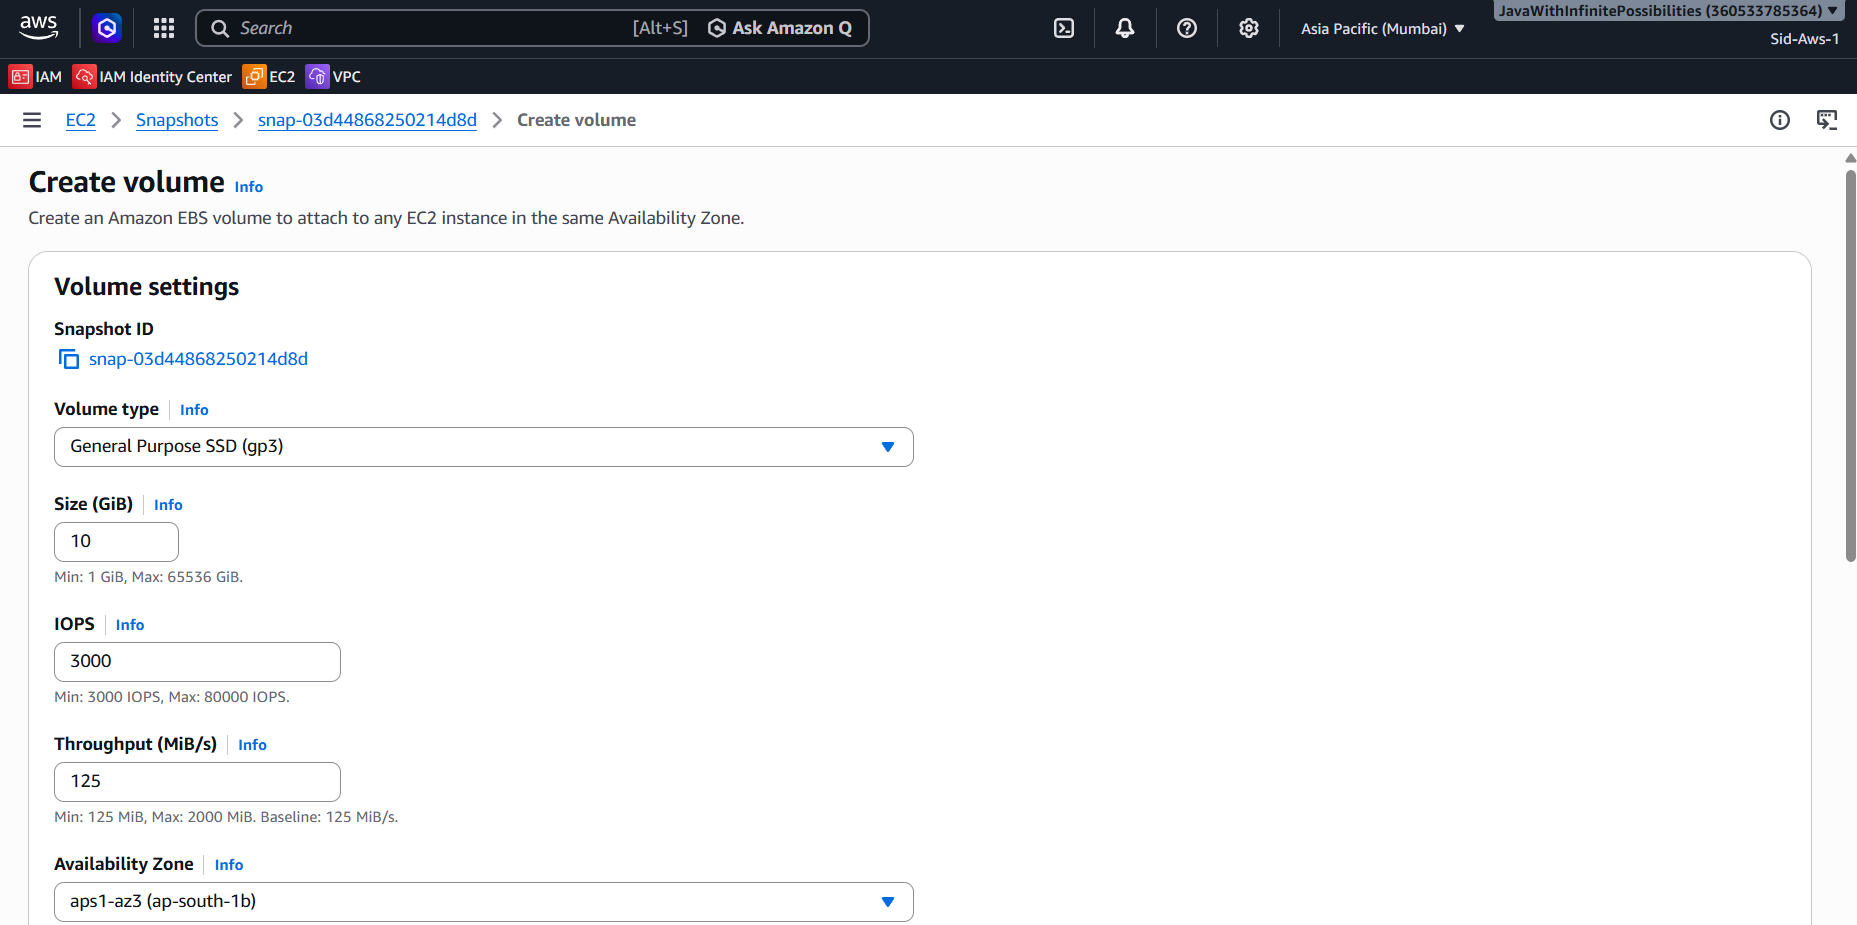 aws
Search [Alt+S] Ask Amazon Q
Asia Pacific (Mumbai)
JavaWithInfinitePossibilities (360533785364)
Sid-Aws-1
IAM IAM Identity Center EC2 VPC
EC2 Snapshots snap-03d44868250214d8d Create volume
Create volume Info
Create an Amazon EBS volume to attach to any EC2 instance in the same Availability Zone.
Volume settings
Snapshot ID
snap-03d44868250214d8d
Volume type Info
General Purpose SSD (gp3)
Size (GiB) Info
10
Min: 1 GiB, Max: 65536 GiB.
IOPS Info
3000
Min: 3000 IOPS, Max: 80000 IOPS.
Throughput (MiB/s) Info
125
Min: 125 MiB, Max: 2000 MiB. Baseline: 125 MiB/s.
Availability Zone Info
aps1-az3 (ap-south-1b)